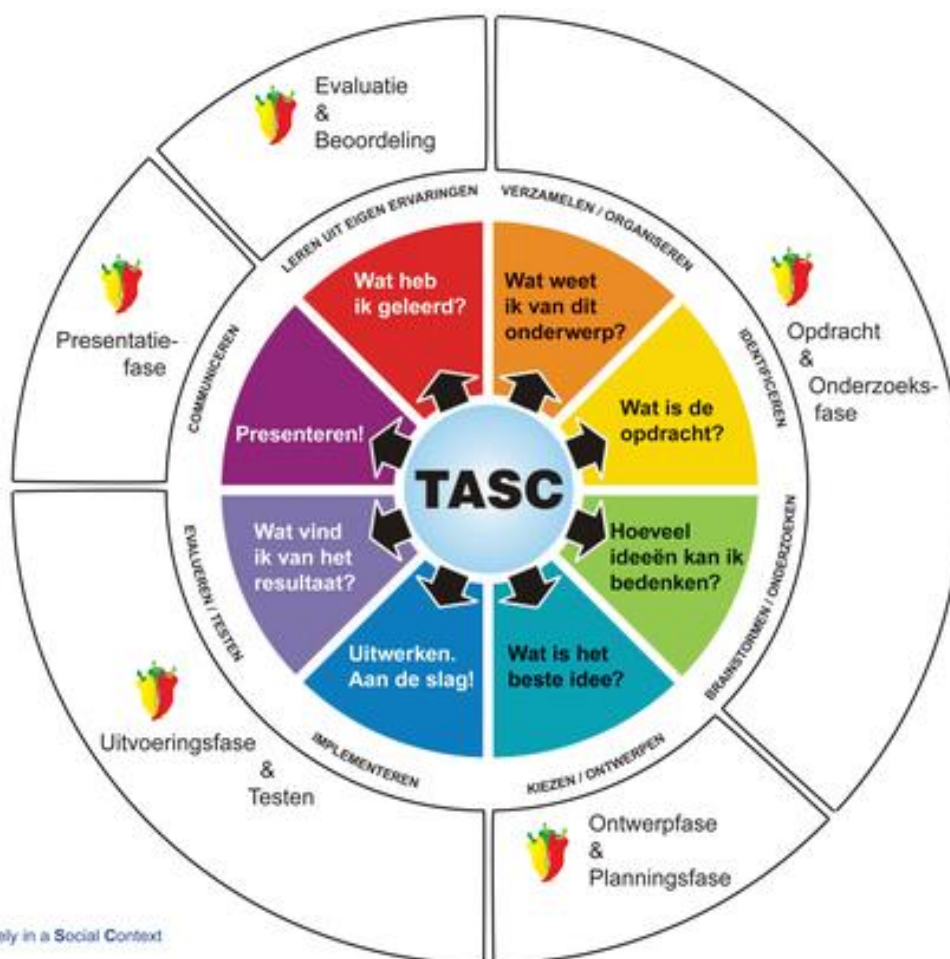 Evaluatie
&
Beoordeling
Presentatie-
fase
Opdracht
&
Onderzoeks-
fase
Uitvoeringsfase
&
Testen
Ontwerpfase
&
Planningsfase
LEREN UIT EIGEN ERVARINGEN
VERZAMELEN / ORGANISEREN
IDENTIFICEREN
BRAINSTORMEN / ONDERZOEKEN
KIEZEN / ONTWERPEN
IMPLEMENTEREN
EVALUEREN / TESTEN
COMMUNICEREN
Wat heb
ik geleerd?
Wat weet
ik van dit
onderwerp?
Wat is de
opdracht?
Hoeveel
ideeën kan ik
bedenken?
Wat is het
beste idee?
Uitwerken.
Aan de slag!
Wat vind
ik van het
resultaat?
Presenteren!
TASC
ely in a Social Context